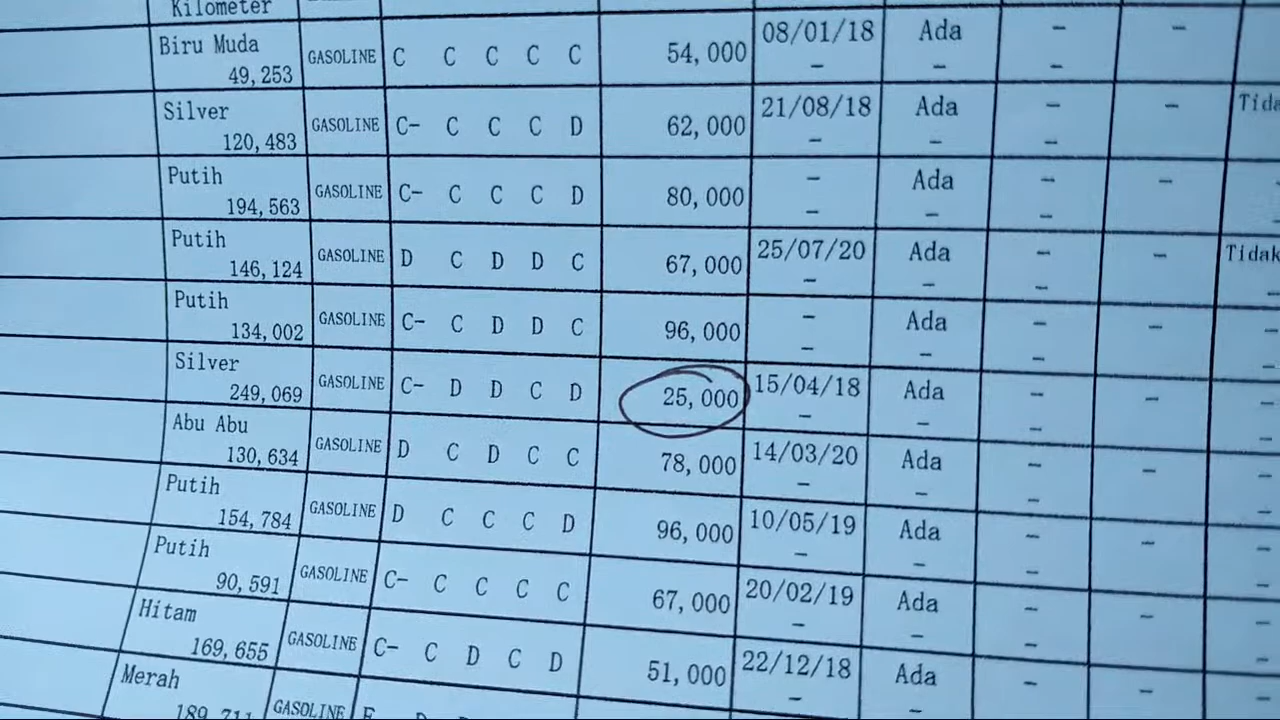 Kilometer
Biru Muda GASOLINE C C C C C 54,000 08/01/18 Ada - -
49,253 - - -
Silver GASOLINE C- C C C D 62,000 21/08/18 Ada - -
120,483 - - -
Putih GASOLINE C- C C C D 80,000 - Ada - -
194,563 - - -
Putih GASOLINE D C D D C 67,000 25/07/20 Ada - - Tidak
146,124 - - - -
Putih GASOLINE C- C D D C 96,000 - Ada - -
134,002 - - - -
Silver GASOLINE C- D D C D 25,000 15/04/18 Ada - -
249,069 - - - -
Abu Abu GASOLINE D C D C C 78,000 14/03/20 Ada - -
130,634 - - - -
Putih GASOLINE D C C C D 96,000 10/05/19 Ada - -
154,784 - - - -
Putih GASOLINE C- C C C C 67,000 20/02/19 Ada - -
90,591 - - - -
Hitam GASOLINE C- C D C D 51,000 22/12/18 Ada - -
169,655 - -
Merah GASOLINE